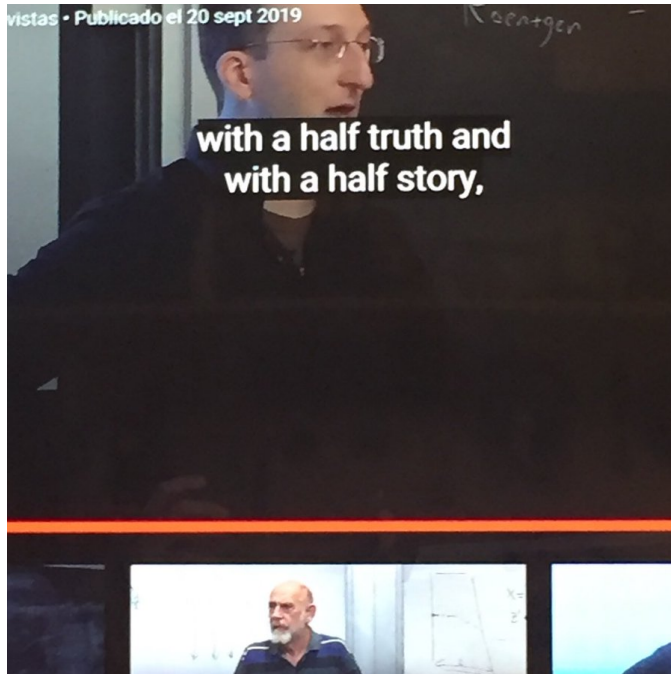 vistas • Publicado el 20 sept 2019
Roentgen
with a half truth and
with a half story,